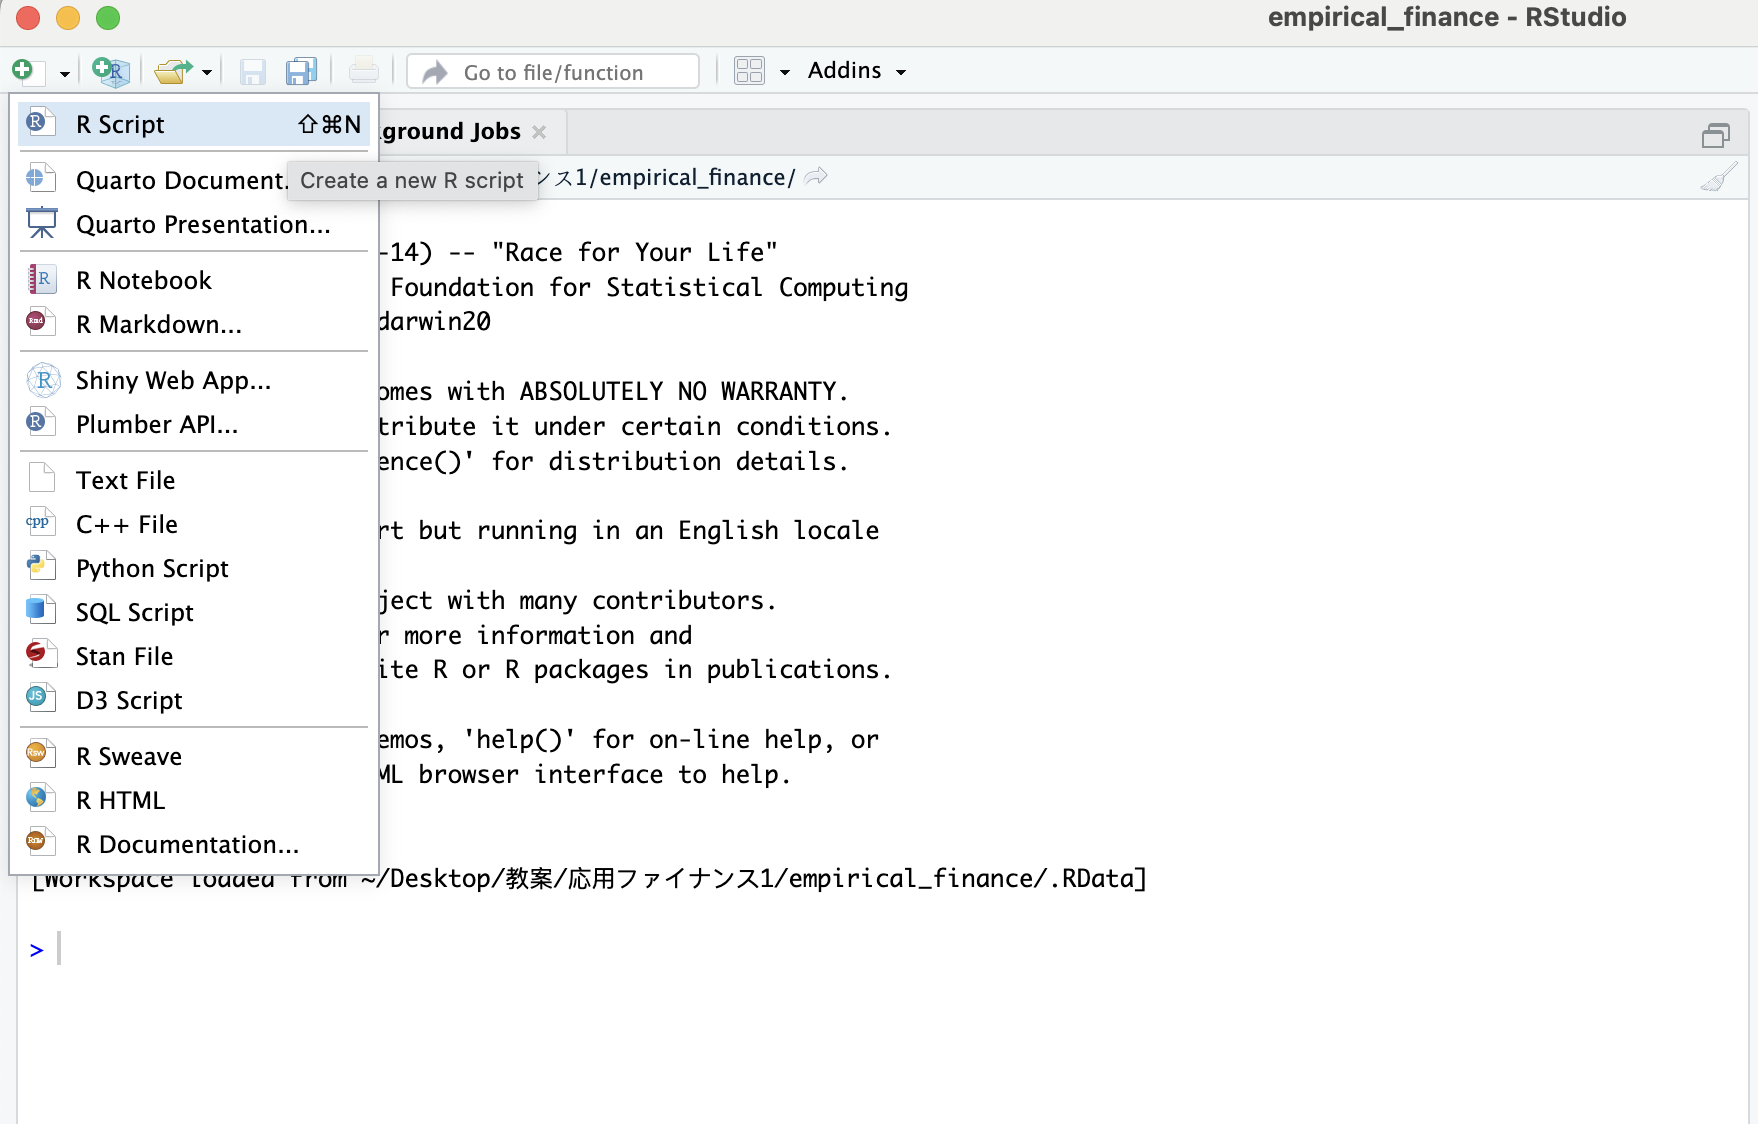 empirical_finance - RStudio
Go to file/function
Addins
R Script ⇧⌘N
ground Jobs
Quarto Document.
Create a new R script
ス1/empirical_finance/
Quarto Presentation...
-14) -- "Race for Your Life"
R Notebook
Foundation for Statistical Computing
R Markdown...
darwin20
Shiny Web App...
omes with ABSOLUTELY NO WARRANTY.
Plumber API...
tribute it under certain conditions.
ence()' for distribution details.
Text File
C++ File
rt but running in an English locale
Python Script
ject with many contributors.
SQL Script
r more information and
Stan File
ite R or R packages in publications.
D3 Script
emos, 'help()' for on-line help, or
R Sweave
ML browser interface to help.
R HTML
R Documentation...
[Workspace loaded from ~/Desktop/教案/応用ファイナンス1/empirical_finance/.RData]
>